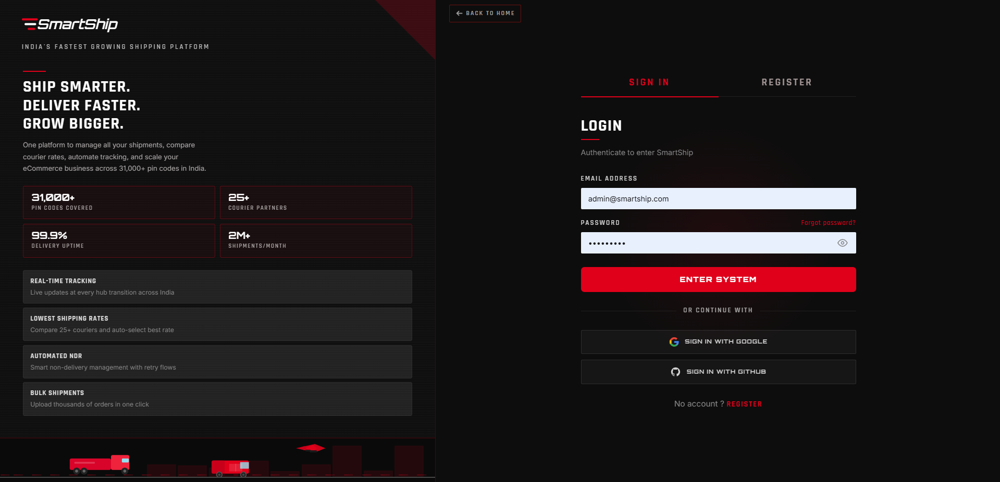 SmartShip
INDIA'S FASTEST GROWING SHIPPING PLATFORM
SHIP SMARTER.
DELIVER FASTER.
GROW BIGGER.
One platform to manage all your shipments, compare
courier rates, automate tracking, and scale your
eCommerce business across 31,000+ pin codes in India.
31,000+
PIN CODES COVERED
25+
COURIER PARTNERS
99.9%
DELIVERY UPTIME
2M+
SHIPMENTS/MONTH
REAL-TIME TRACKING
Live updates at every hub transition across India
LOWEST SHIPPING RATES
Compare 25+ couriers and auto-select best rate
AUTOMATED NDR
Smart non-delivery management with retry flows
BULK SHIPMENTS
Upload thousands of orders in one click
← BACK TO HOME
SIGN IN
REGISTER
LOGIN
Authenticate to enter SmartShip
EMAIL ADDRESS
admin@smartship.com
PASSWORD
Forgot password?
•••••••••
ENTER SYSTEM
OR CONTINUE WITH
SIGN IN WITH GOOGLE
SIGN IN WITH GITHUB
No account ? REGISTER